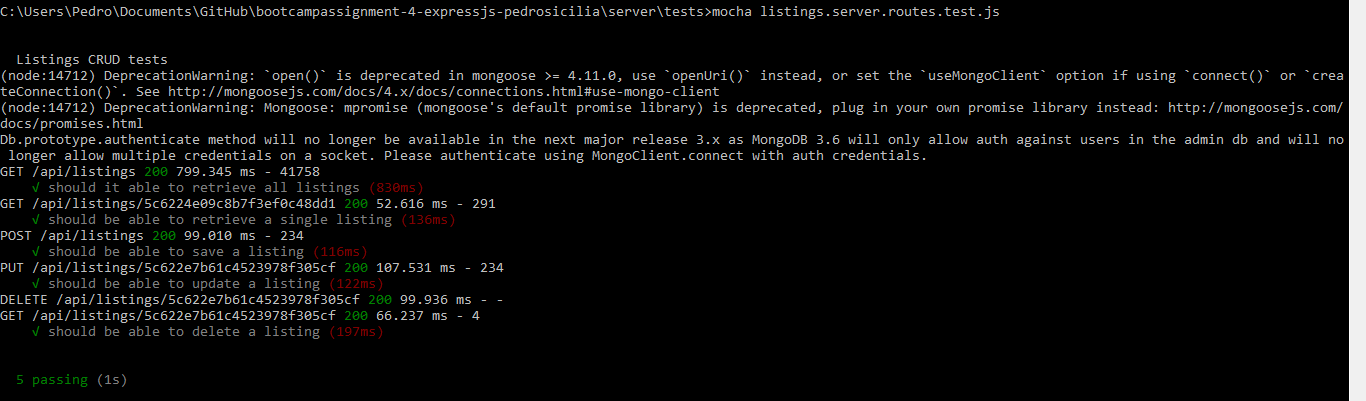 C:\Users\Pedro\Documents\GitHub\bootcampassignment-4-expressjs-pedrosicilia\server\tests>mocha listings.server.routes.test.js
Listings CRUD tests
(node:14712) DeprecationWarning: `open()` is deprecated in mongoose >= 4.11.0, use `openUri()` instead, or set the `useMongoClient` option if using `connect()` or `crea
teConnection()`. See http://mongoosejs.com/docs/4.x/docs/connections.html#use-mongo-client
(node:14712) DeprecationWarning: Mongoose: mpromise (mongoose's default promise library) is deprecated, plug in your own promise library instead: http://mongoosejs.com/
docs/promises.html
Db.prototype.authenticate method will no longer be available in the next major release 3.x as MongoDB 3.6 will only allow auth against users in the admin db and will no
 longer allow multiple credentials on a socket. Please authenticate using MongoClient.connect with auth credentials.
GET /api/listings 200 799.345 ms - 41758
√ should it able to retrieve all listings (830ms)
GET /api/listings/5c6224e09c8b7f3ef0c48dd1 200 52.616 ms - 291
√ should be able to retrieve a single listing (136ms)
POST /api/listings 200 99.010 ms - 234
√ should be able to save a listing (116ms)
PUT /api/listings/5c622e7b61c4523978f305cf 200 107.531 ms - 234
√ should be able to update a listing (122ms)
DELETE /api/listings/5c622e7b61c4523978f305cf 200 99.936 ms - -
GET /api/listings/5c622e7b61c4523978f305cf 200 66.237 ms - 4
√ should be able to delete a listing (197ms)
5 passing (1s)